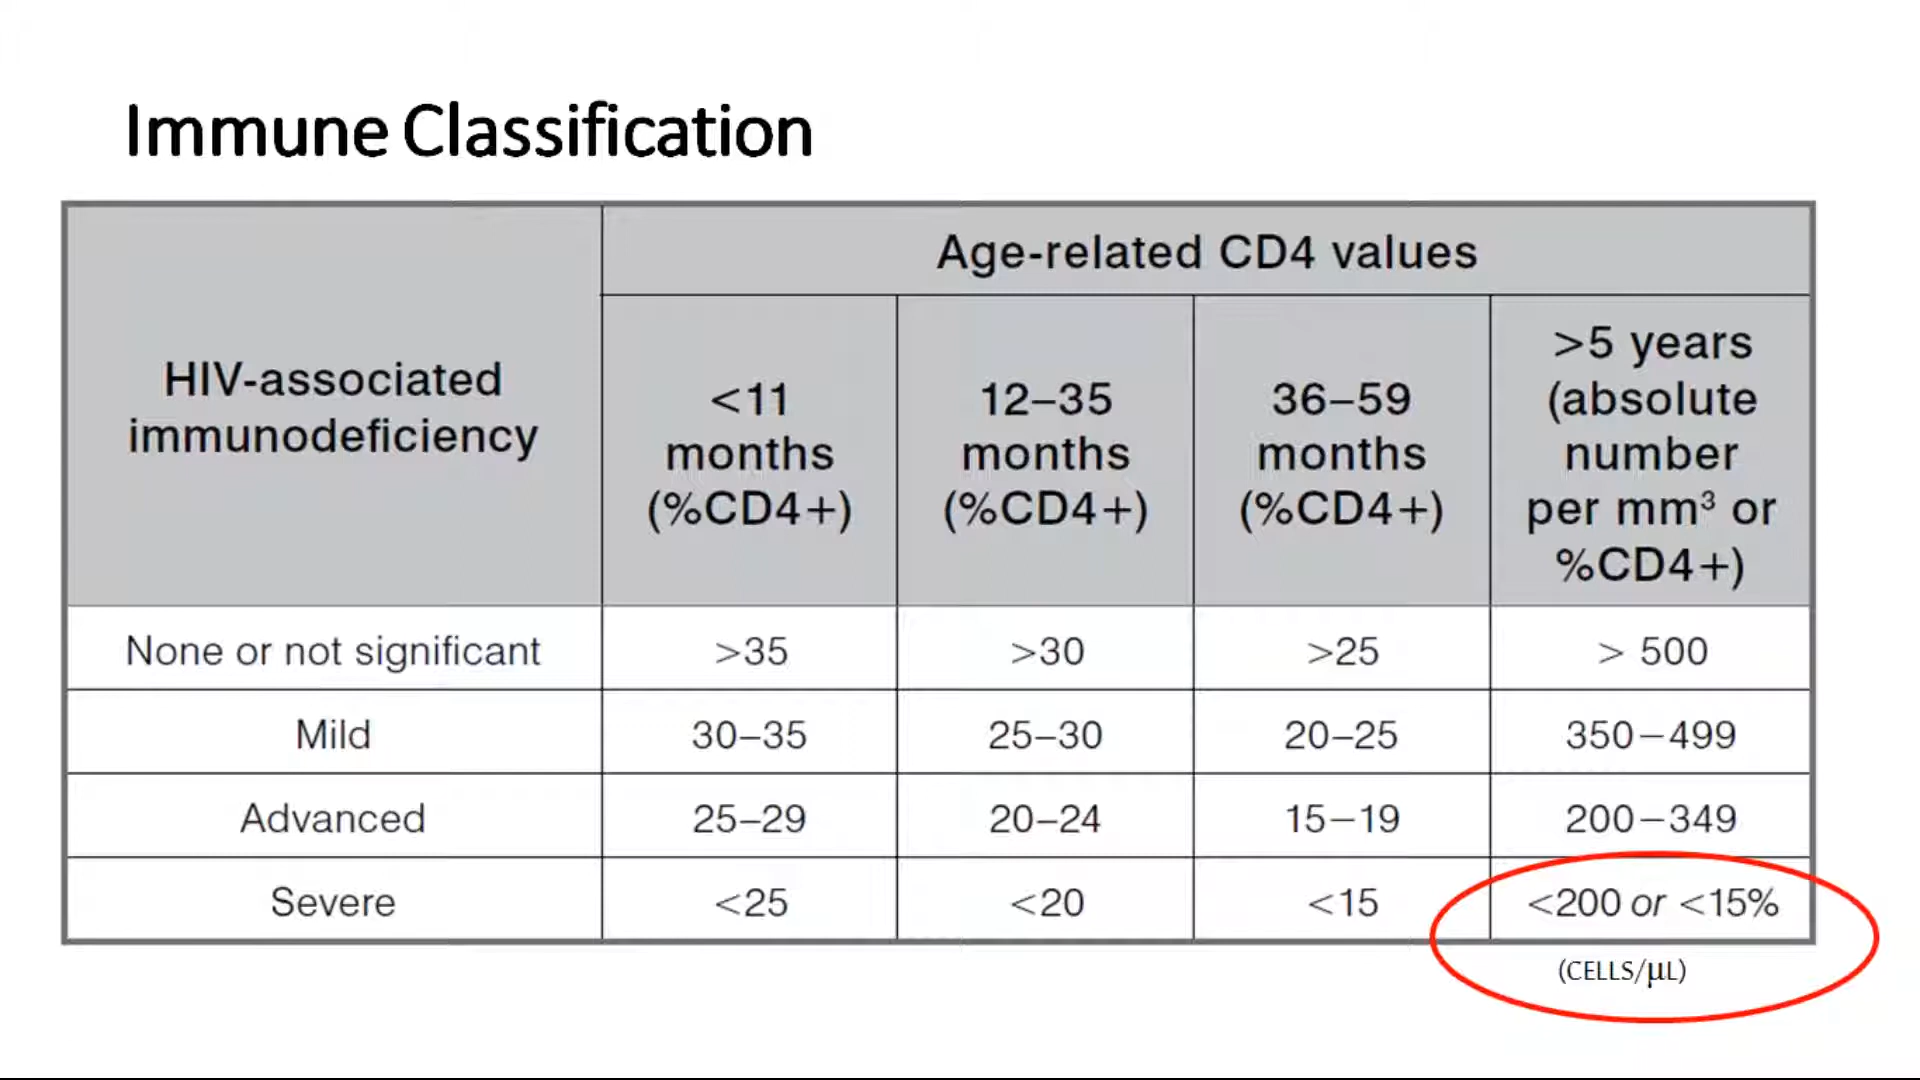 Immune Classification
HIV-associated
immunodeficiency
Age-related CD4 values
<11
months
(%CD4+)
12–35
months
(%CD4+)
36–59
months
(%CD4+)
>5 years
(absolute
number
per mm³ or
%CD4+)
None or not significant >35 >30 >25 > 500
Mild 30–35 25–30 20–25 350–499
Advanced 25–29 20–24 15–19 200–349
Severe <25 <20 <15 <200 or <15%
(CELLS/µL)